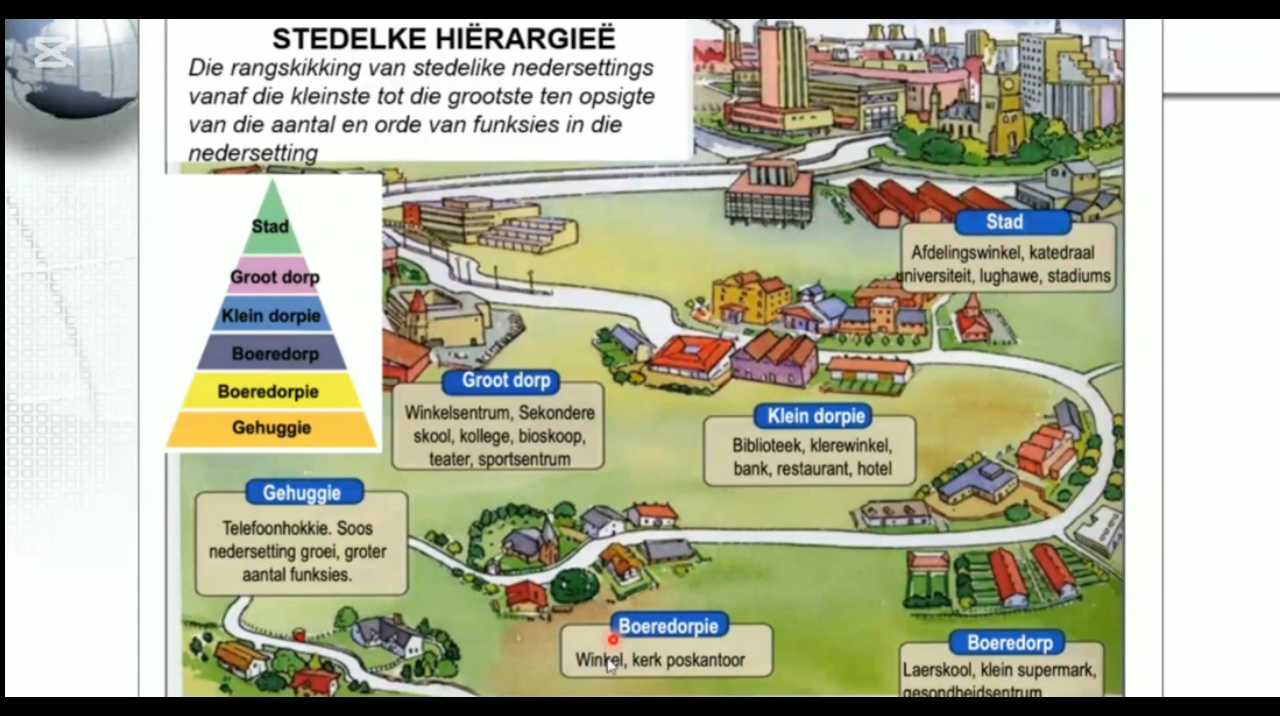 STEDELKE HIËRARGIEË
Die rangskikking van stedelike nedersettings
vanaf die kleinste tot die grootste ten opsigte
van die aantal en orde van funksies in die
nedersetting
Stad
Groot dorp
Klein dorpie
Boeredorp
Boeredorpie
Gehuggie
Stad
Afdelingswinkel, katedraal
universiteit, lughawe, stadiums
Groot dorp
Winkelsentrum, Sekondere
skool, kollege, bioskoop,
teater, sportsentrum
Klein dorpie
Biblioteek, klerewinkel,
bank, restaurant, hotel
Gehuggie
Telefoonhokkie. Soos
nedersetting groei, groter
aantal funksies.
Boeredorpie
Winkel, kerk poskantoor
Boeredorp
Laerskool, klein supermark,
gesondheidsentrum